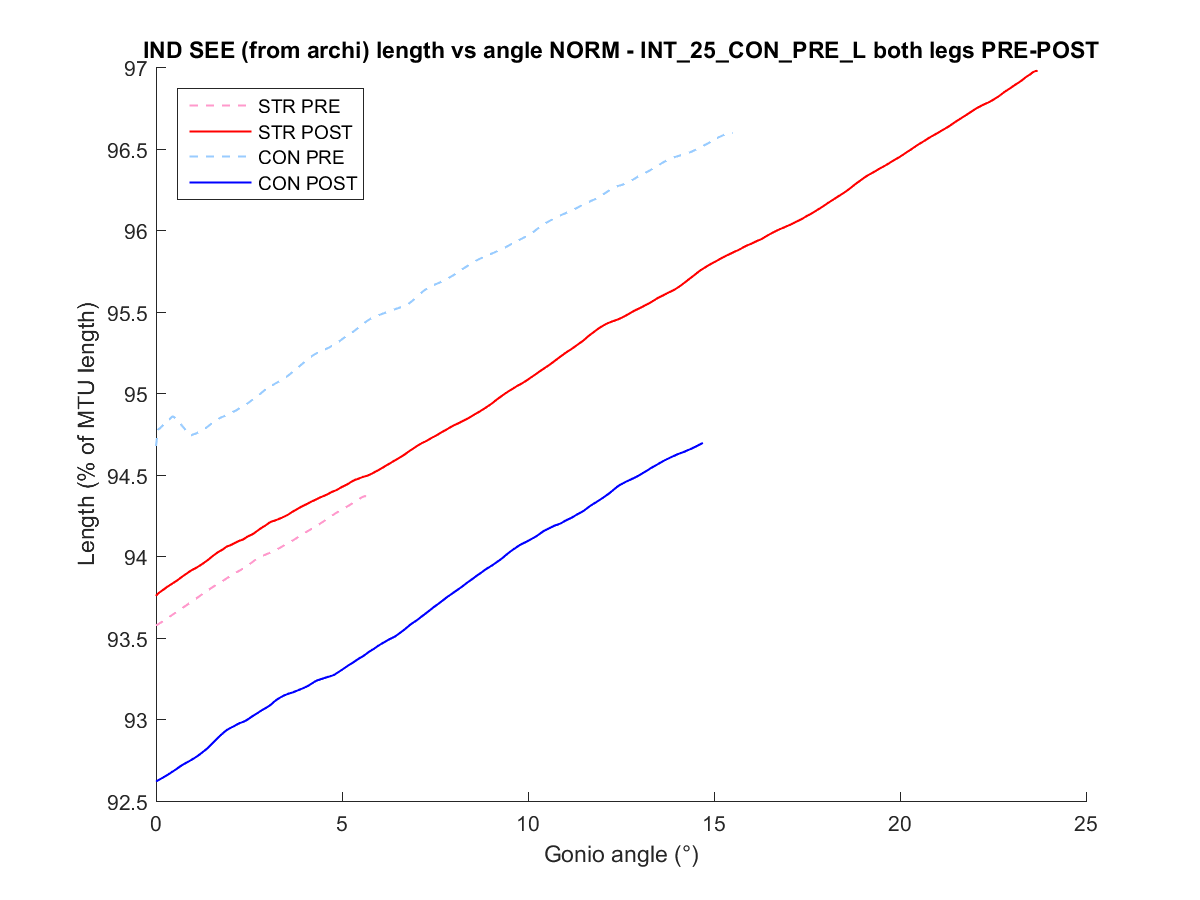 IND SEE (from archi) length vs angle NORM - INT_25_CON_PRE_L both legs PRE-POST
97
96.5
96
95.5
95
94.5
94
93.5
93
92.5
STR PRE
STR POST
CON PRE
CON POST
Length (% of MTU length)
0 5 10 15 20 25
Gonio angle (°)